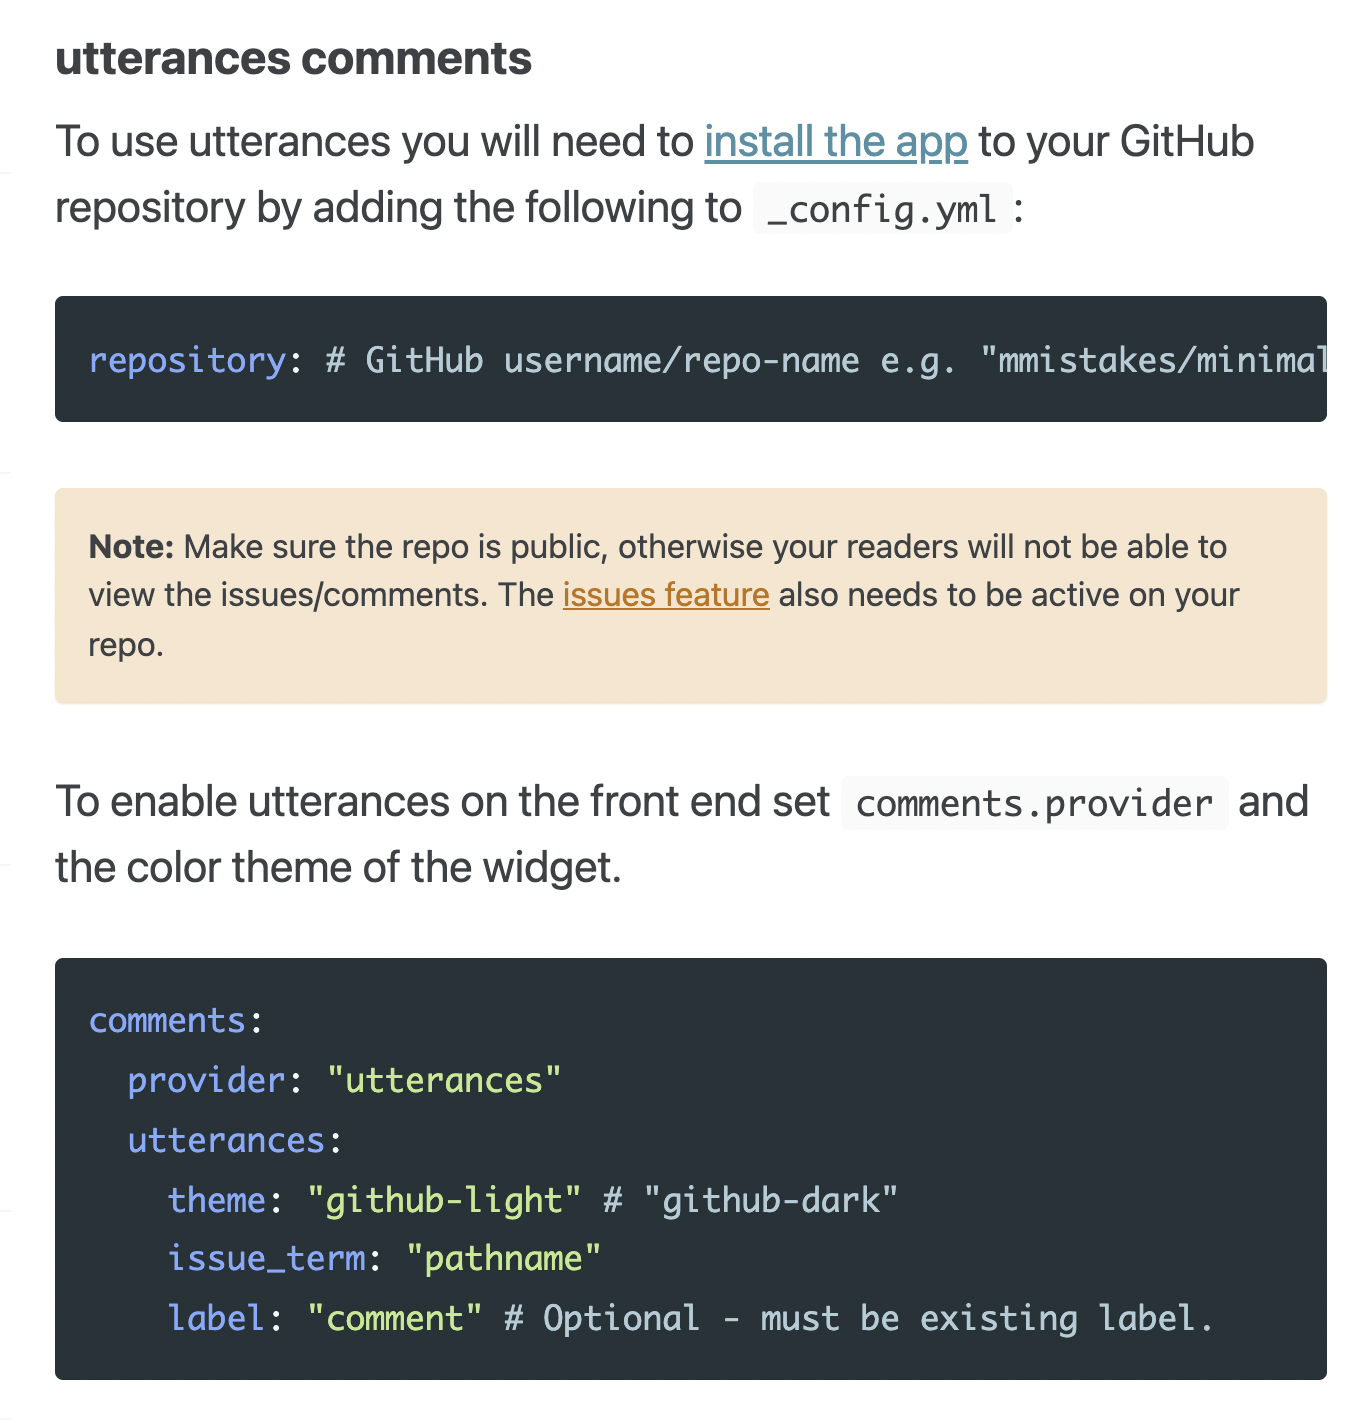 utterances comments
To use utterances you will need to install the app to your GitHub
repository by adding the following to _config.yml :
repository: # GitHub username/repo-name e.g. "mmistakes/minimal
Note: Make sure the repo is public, otherwise your readers will not be able to
view the issues/comments. The issues feature also needs to be active on your
repo.
To enable utterances on the front end set comments.provider and
the color theme of the widget.
comments:
  provider: "utterances"
  utterances:
    theme: "github-light" # "github-dark"
    issue_term: "pathname"
    label: "comment" # Optional - must be existing label.